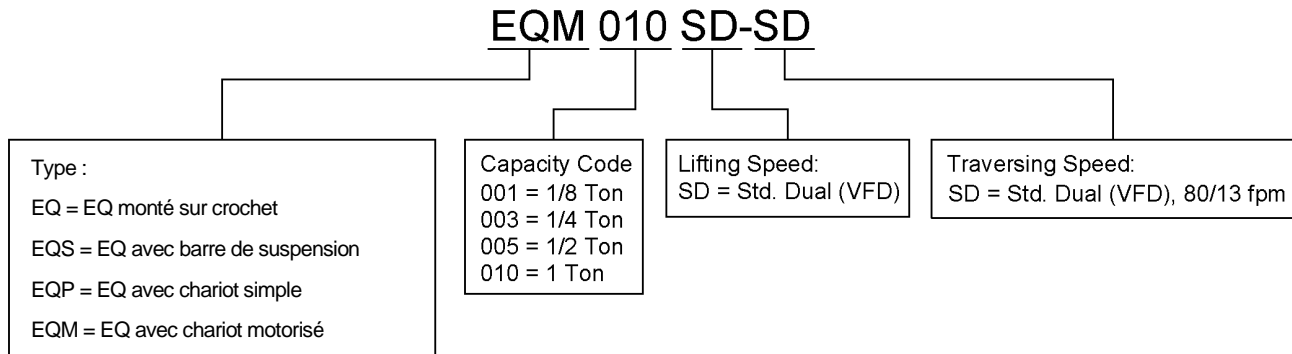 EQM 010 SD-SD
Type :
EQ = EQ monté sur crochet
EQS = EQ avec barre de suspension
EQP = EQ avec chariot simple
EQM = EQ avec chariot motorisé
Capacity Code
001 = 1/8 Ton
003 = 1/4 Ton
005 = 1/2 Ton
010 = 1 Ton
Lifting Speed:
SD = Std. Dual (VFD)
Traversing Speed:
SD = Std. Dual (VFD), 80/13 fpm